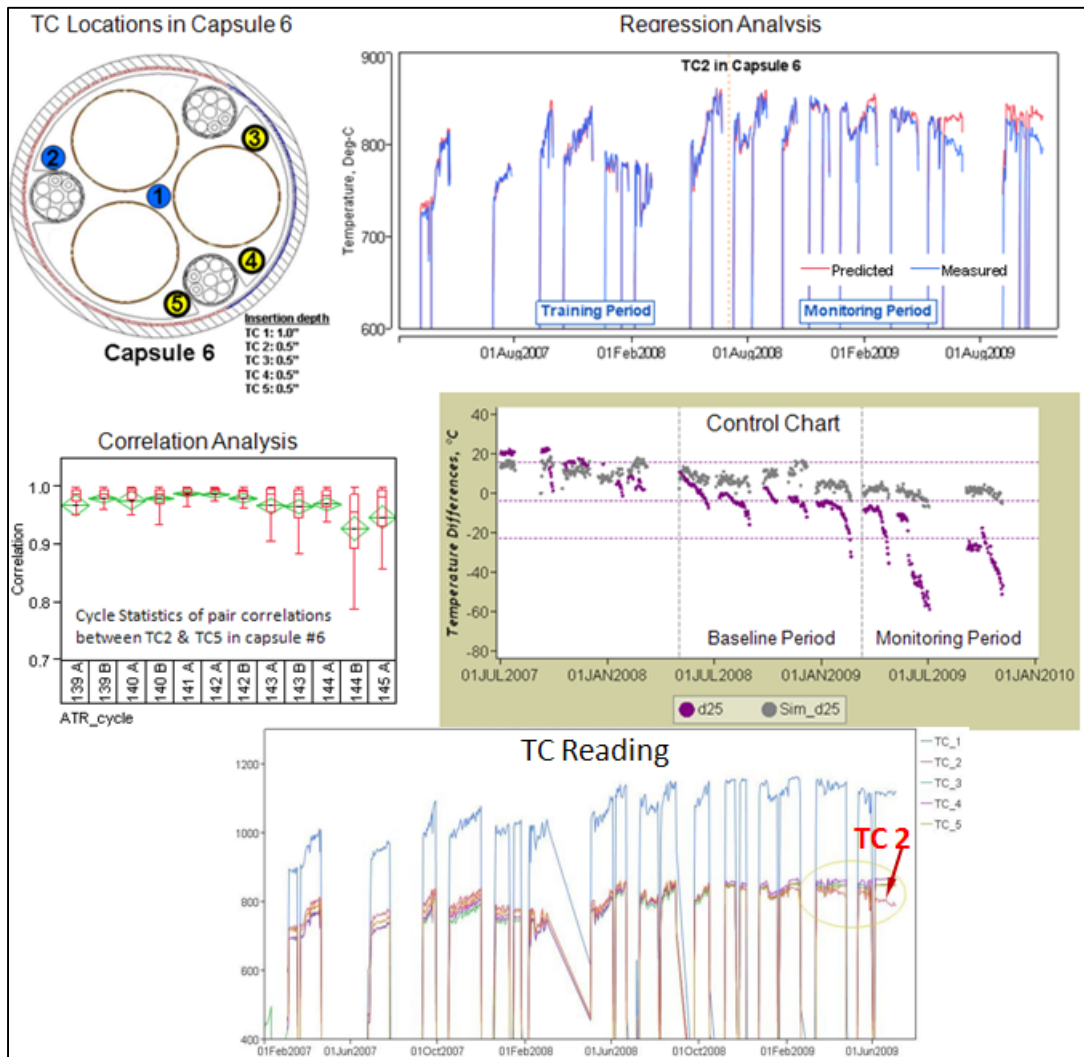 TC Locations in Capsule 6
2
1
3
4
5
Capsule 6
Insertion depth
TC 1: 1.0"
TC 2: 0.5"
TC 3: 0.5"
TC 4: 0.5"
TC 5: 0.5"
Regression Analysis
TC2 in Capsule 6
Temperature, Deg-C
900
800
700
600
Predicted
Measured
Training Period
Monitoring Period
01Aug2007
01Feb2008
01Aug2008
01Feb2009
01Aug2009
Correlation Analysis
Correlation
1.0
0.9
0.8
0.7
Cycle Statistics of pair correlations
between TC2 & TC5 in capsule #6
139 A
139 B
140 A
140 B
141 A
142 A
142 B
143 A
143 B
144 A
144 B
145 A
ATR_cycle
Control Chart
Temperature Differences, °C
40
20
0
-20
-40
-60
-80
Baseline Period
Monitoring Period
01JUL2007
01JAN2008
01JUL2008
01JAN2009
01JUL2009
01JAN2010
d25
Sim_d25
TC Reading
1200
1000
800
600
400
TC_1
TC_2
TC_3
TC_4
TC_5
TC 2
01Feb2007
01Jun2007
01Oct2007
01Feb2008
01Jun2008
01Oct2008
01Feb2009
01Jun2009